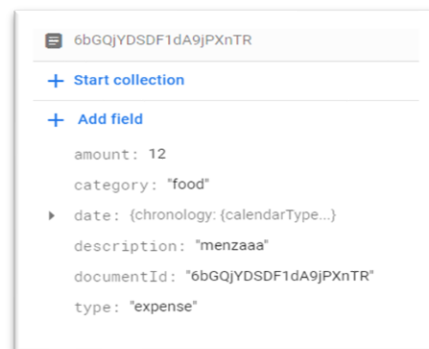 6bGQjYDSDF1dA9jPXnTR
+ Start collection
+ Add field
amount: 12
category: "food"
date: {chronology: {calendarType...}
description: "menzaaa"
documentId: "6bGQjYDSDF1dA9jPXnTR"
type: "expense"